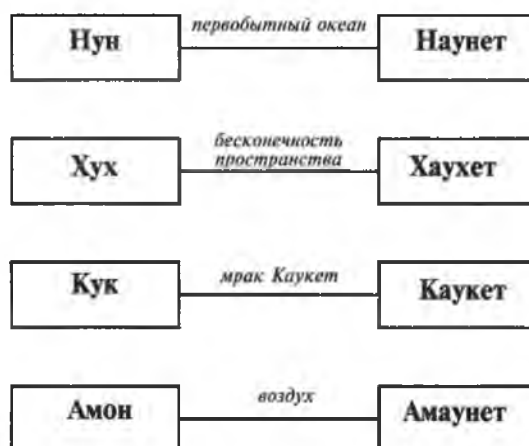 Нун
первобытный океан
Наунет
Хух
бесконечность
пространства
Хаухет
Кук
мрак Каукет
Каукет
Амон
воздух
Амаунет